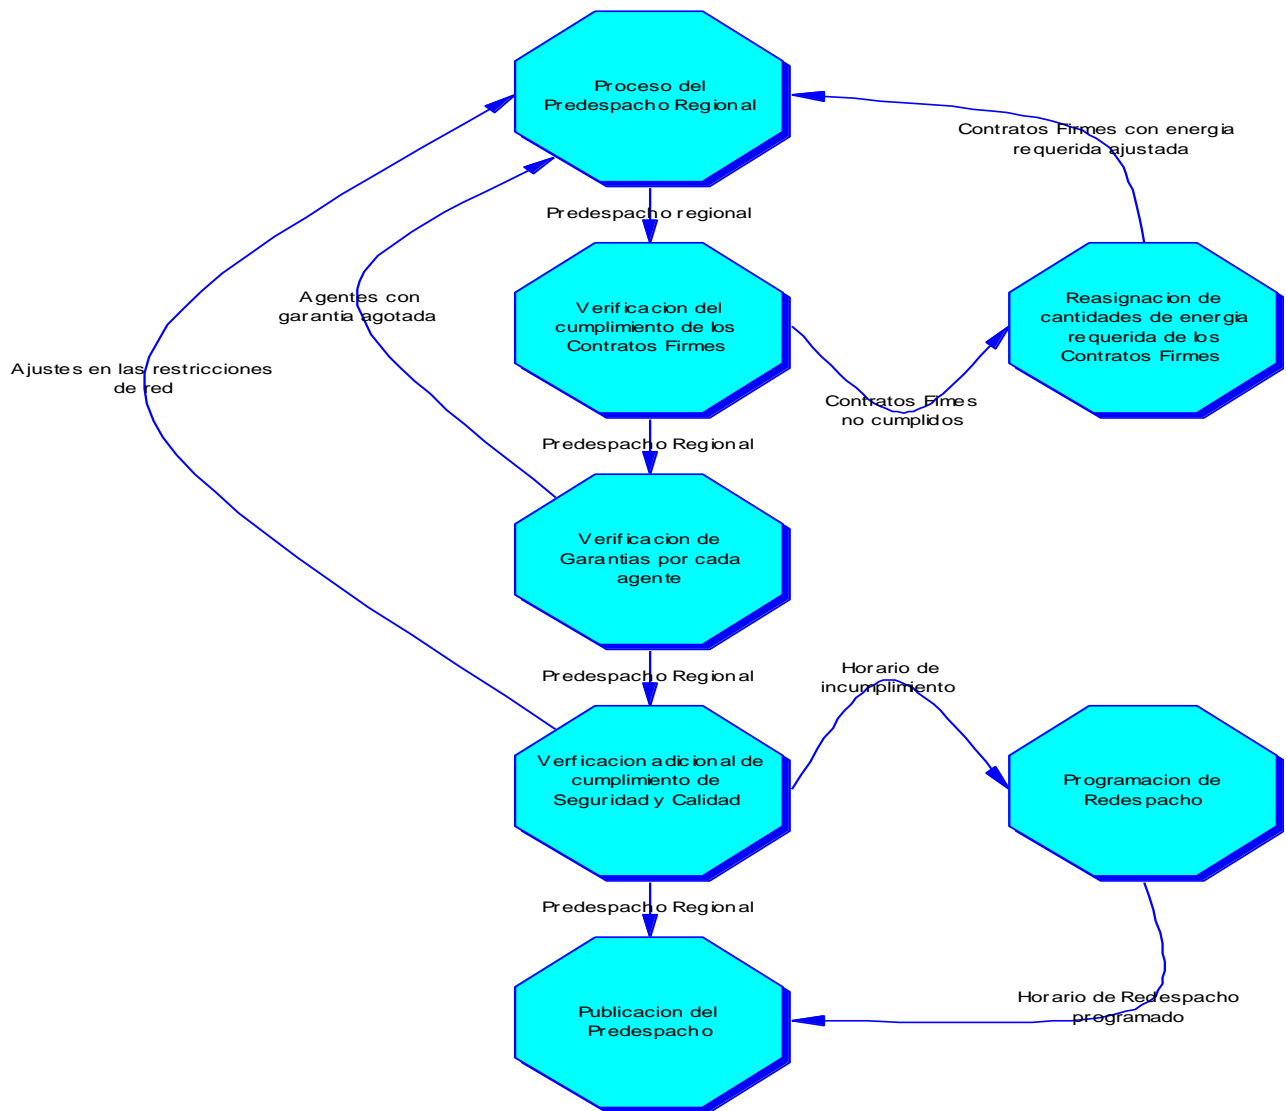 Proceso del
Predespacho Regional
Contratos Firmes con energia
requerida ajustada
Predespacho regional
Agentes con
garantia agotada
Verificacion del
cumplimiento de los
Contratos Firmes
Reasignacion de
cantidades de energia
requerida de los
Contratos Firmes
Ajustes en las restricciones
de red
Contratos Fimes
no cumplidos
Predespacho Regional
Verificacion de
Garantias por cada
agente
Predespacho Regional
Horario de
incumplimiento
Verficacion adicional de
cumplimiento de
Seguridad y Calidad
Programacion de
Redespacho
Predespacho Regional
Horario de Redespacho
programado
Publicacion del
Predespacho